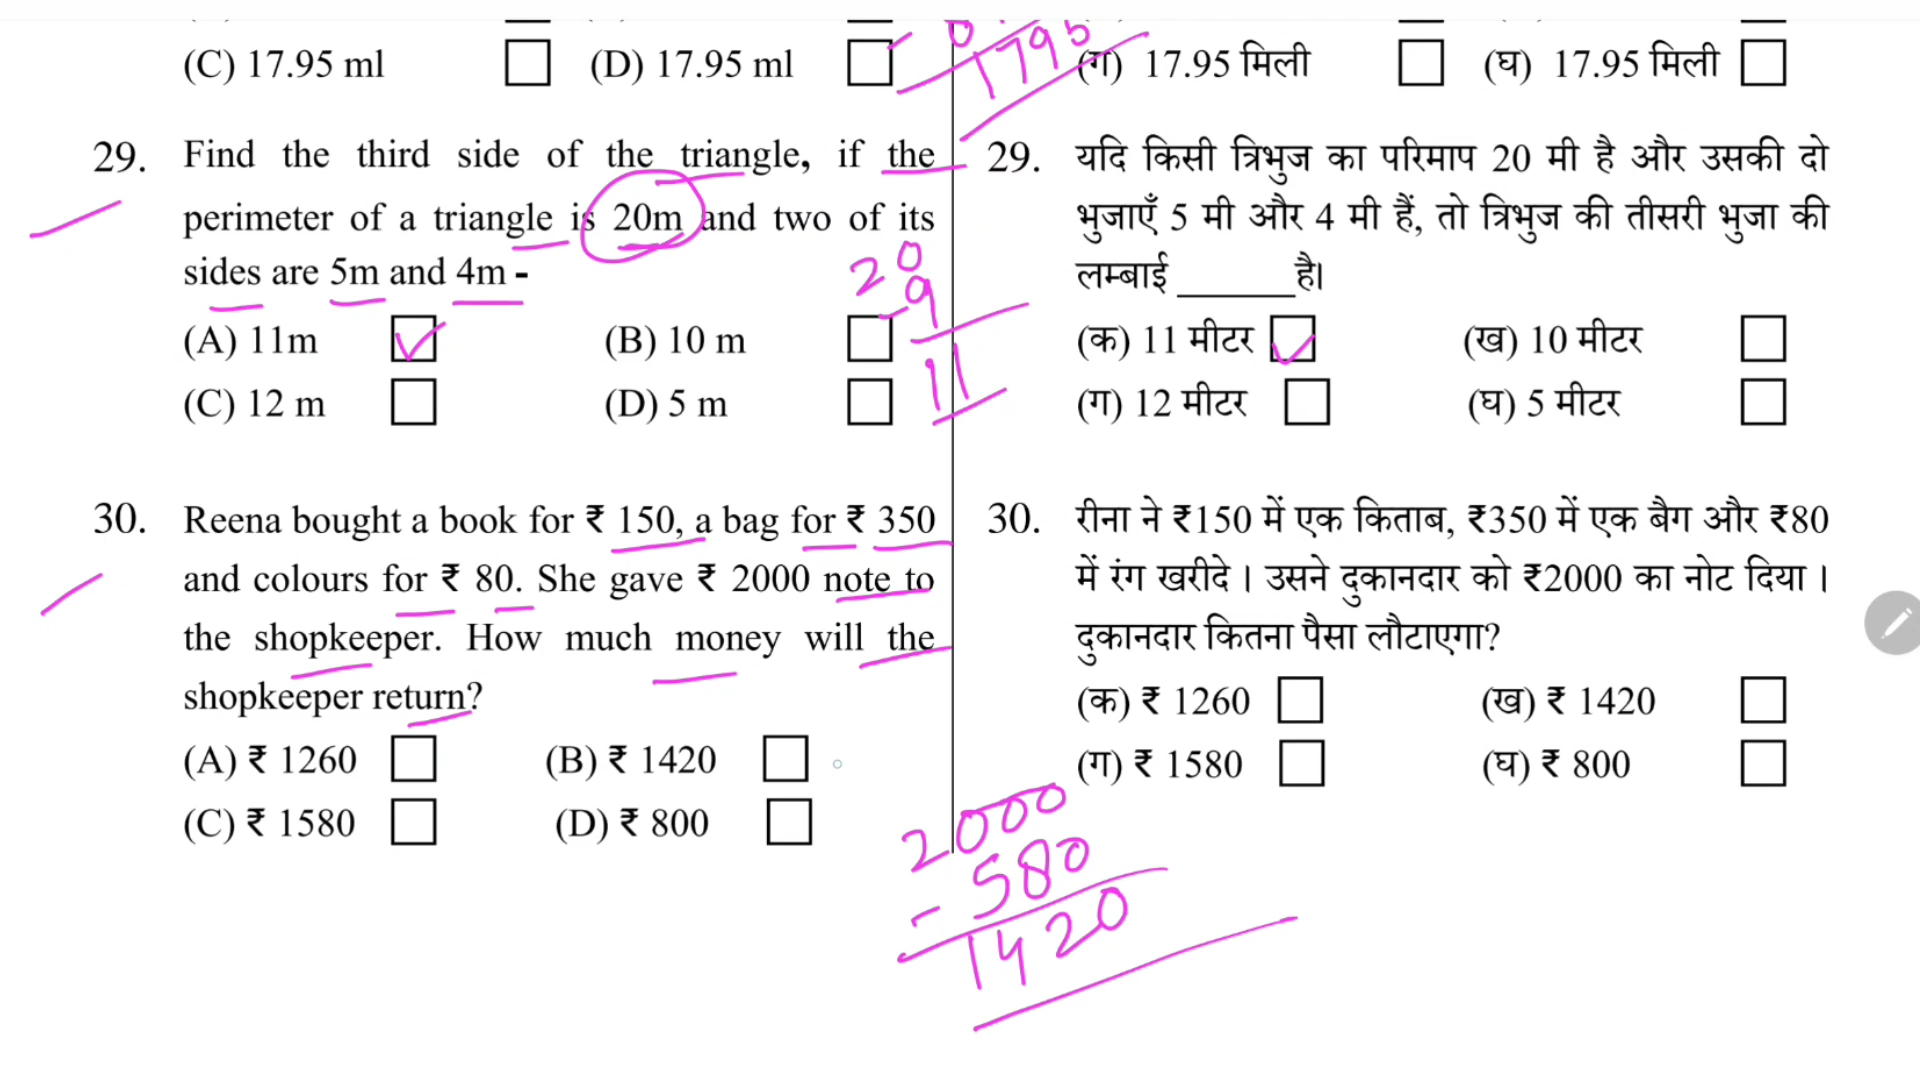 (C) 17.95 ml (D) 17.95 ml
29. Find the third side of the triangle, if the
perimeter of a triangle is 20m and two of its
sides are 5m and 4m -
(A) 11m (B) 10 m
(C) 12 m (D) 5 m
30. Reena bought a book for ₹ 150, a bag for ₹ 350
and colours for ₹ 80. She gave ₹ 2000 note to
the shopkeeper. How much money will the
shopkeeper return?
(A) ₹ 1260 (B) ₹ 1420
(C) ₹ 1580 (D) ₹ 800
1795
20
- 9
11
2000
- 580
1420
(ग) 17.95 मिली (घ) 17.95 मिली
29. यदि किसी त्रिभुज का परिमाप 20 मी है और उसकी दो
भुजाएँ 5 मी और 4 मी हैं, तो त्रिभुज की तीसरी भुजा की
लम्बाई ______है।
(क) 11 मीटर (ख) 10 मीटर
(ग) 12 मीटर (घ) 5 मीटर
30. रीना ने ₹150 में एक किताब, ₹350 में एक बैग और ₹80
में रंग खरीदे । उसने दुकानदार को ₹2000 का नोट दिया ।
दुकानदार कितना पैसा लौटाएगा?
(क) ₹ 1260 (ख) ₹ 1420
(ग) ₹ 1580 (घ) ₹ 800